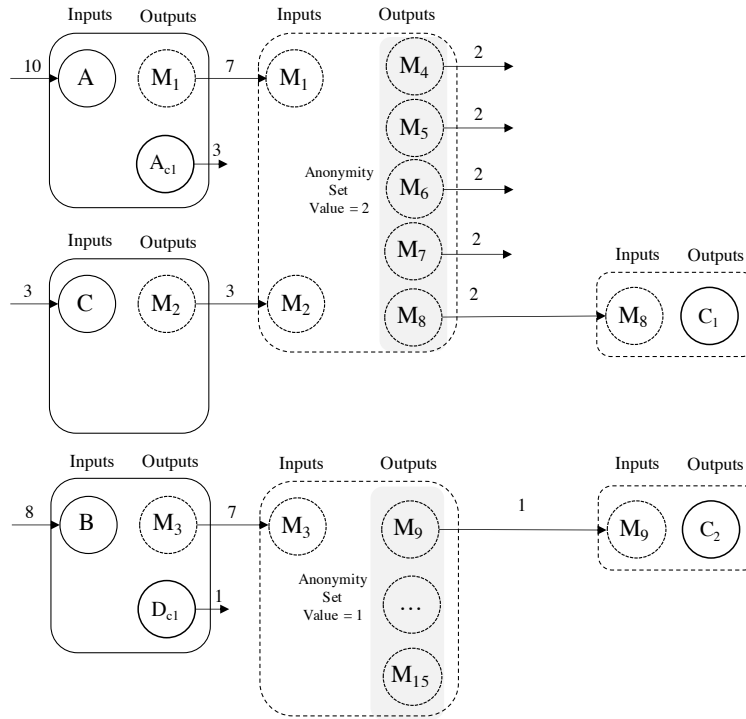 Inputs Outputs
10 A M1 7
Ac1 3
Inputs Outputs
M1
M2
Anonymity
Set
Value = 2
M4 2
M5 2
M6 2
M7 2
M8 2
Inputs Outputs
3 C M2 3
Inputs Outputs
M8 C1
Inputs Outputs
8 B M3 7
Dc1 1
Inputs Outputs
M3
Anonymity
Set
Value = 1
M9 1
...
M15
Inputs Outputs
M9 C2